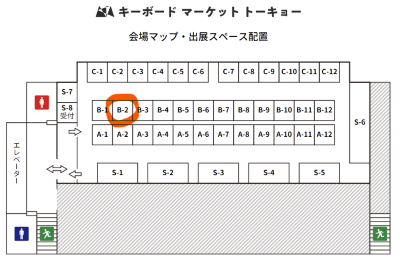 キーボード マーケット トーキョー
会場マップ・出展スペース配置
C-1 C-2 C-3 C-4 C-5 C-6 C-7 C-8 C-9 C-10 C-11 C-12
S-7
S-8
受付
B-1 B-2 B-3 B-4 B-5 B-6 B-7 B-8 B-9 B-10 B-11 B-12
S-6
A-1 A-2 A-3 A-4 A-5 A-6 A-7 A-8 A-9 A-10 A-11 A-12
エレベーター
S-1 S-2 S-3 S-4 S-5